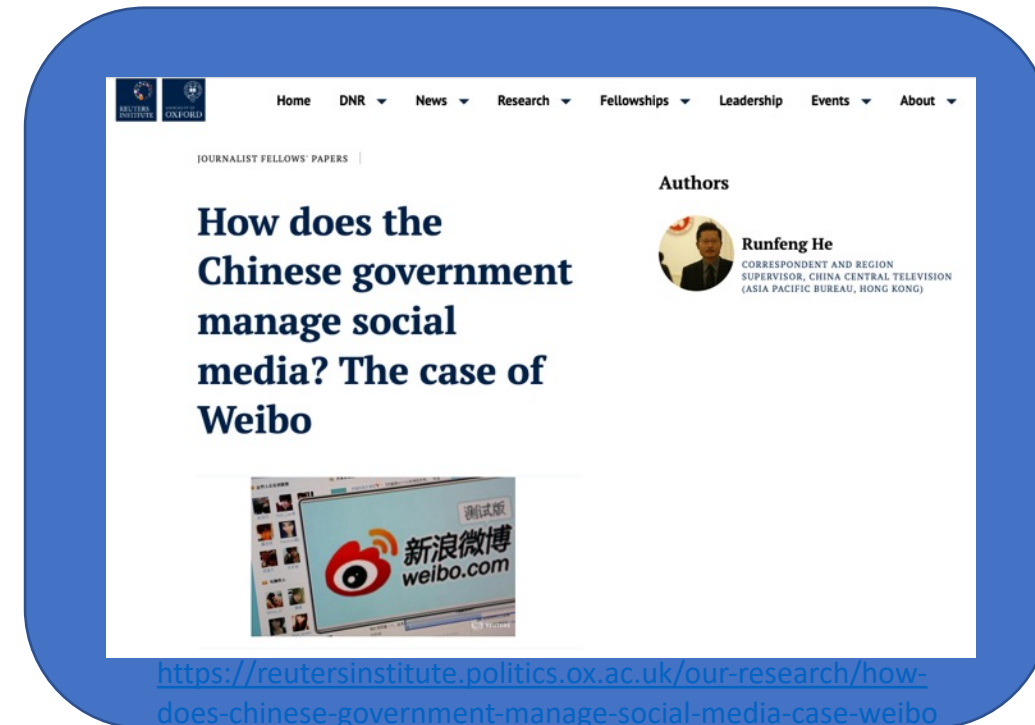 REUTERS
INSTITUTE
UNIVERSITY OF
OXFORD
Home DNR News Research Fellowships Leadership Events About
JOURNALIST FELLOWS' PAPERS
How does the
Chinese government
manage social
media? The case of
Weibo
Authors
Runfeng He
CORRESPONDENT AND REGION
SUPERVISOR, CHINA CENTRAL TELEVISION
(ASIA PACIFIC BUREAU, HONG KONG)
测试版
新浪微博
weibo.com
REUTERS
https://reutersinstitute.politics.ox.ac.uk/our-research/how-
does-chinese-government-manage-social-media-case-weibo